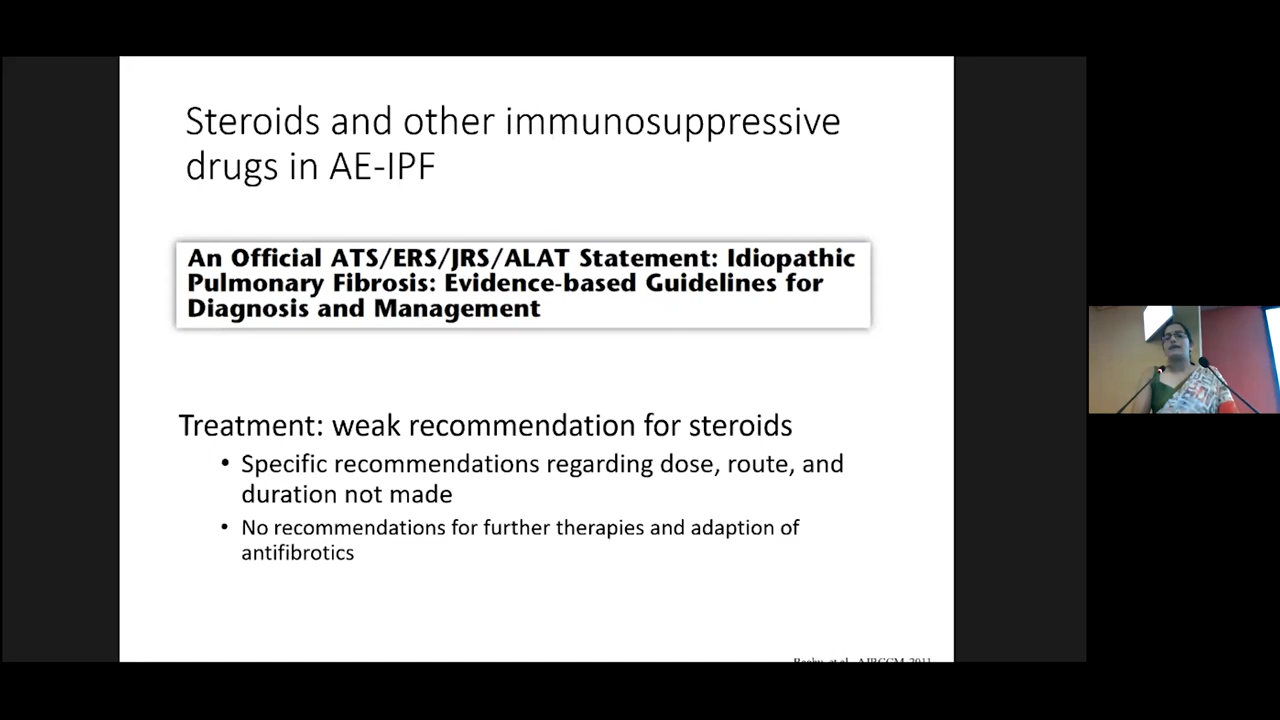 Steroids and other immunosuppressive
drugs in AE-IPF
An Official ATS/ERS/JRS/ALAT Statement: Idiopathic
Pulmonary Fibrosis: Evidence-based Guidelines for
Diagnosis and Management
Treatment: weak recommendation for steroids
• Specific recommendations regarding dose, route, and
duration not made
• No recommendations for further therapies and adaption of
antifibrotics